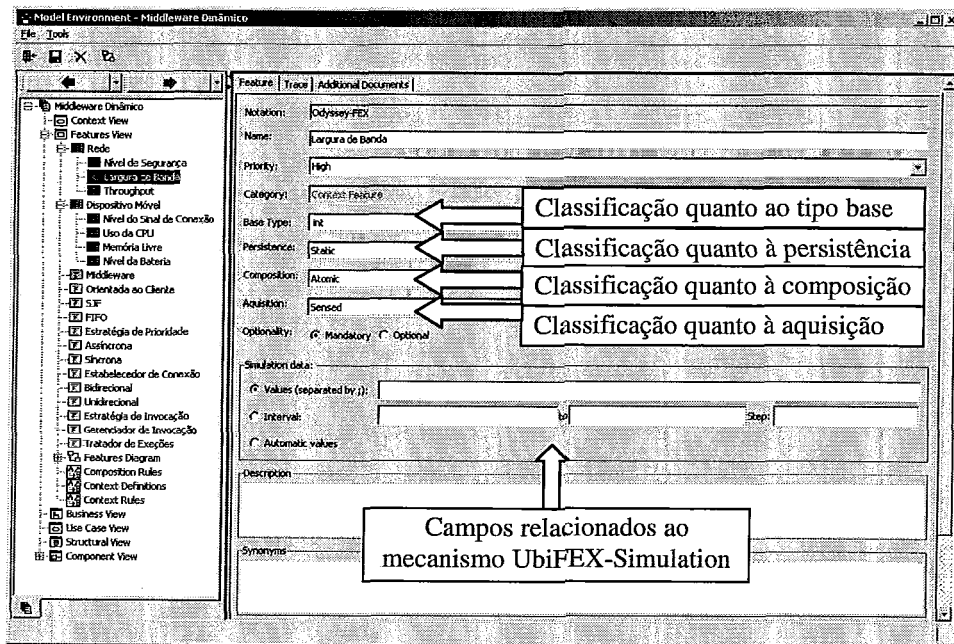 Model Environment - Middleware Dinâmico
File Tools
Feature Trace Additional Documents
Middleware Dinâmico
Context View
Features View
Rede
Nível de Segurança
Largura de Banda
Throughput
Dispositivo Móvel
Nível do Sinal de Conexão
Uso da CPU
Memória Livre
Nível da Bateria
Middleware
Orientada ao Cliente
SJF
FIFO
Estratégia de Prioridade
Assíncrona
Síncrona
Estabelecedor de Conexão
Bidirecional
Unidirecional
Estratégia de Invocação
Gerenciador de Invocação
Tratador de Exeções
Features Diagram
Composition Rules
Context Definitions
Context Rules
Business View
Use Case View
Structural View
Component View
Notation: Odyssey-FEX
Name: Largura de Banda
Priority: High
Category: Context Feature
Base Type: Int
Classificação quanto ao tipo base
Persistence: Static
Classificação quanto à persistência
Composition: Atomic
Classificação quanto à composição
Aquisition: Sensed
Classificação quanto à aquisição
Optionality: Mandatory Optional
Simulation data:
Values (separated by ;):
Interval: to Step:
Automatic values
Description
Campos relacionados ao
mecanismo UbiFEX-Simulation
Synonyms